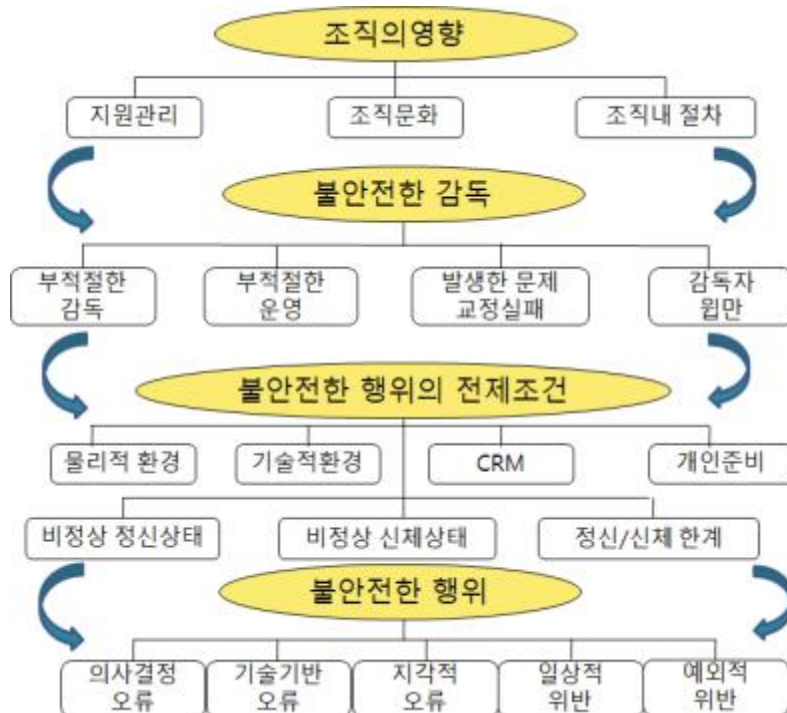 조직의영향
지원관리 조직문화 조직내 절차
불안전한 감독
부적절한 감독
부적절한 운영
발생한 문제 교정실패
감독자 윕만
불안전한 행위의 전제조건
물리적 환경 기술적환경 CRM 개인준비
비정상 정신상태 비정상 신체상태 정신/신체 한계
불안전한 행위
의사결정 오류
기술기반 오류
지각적 오류
일상적 위반
예외적 위반